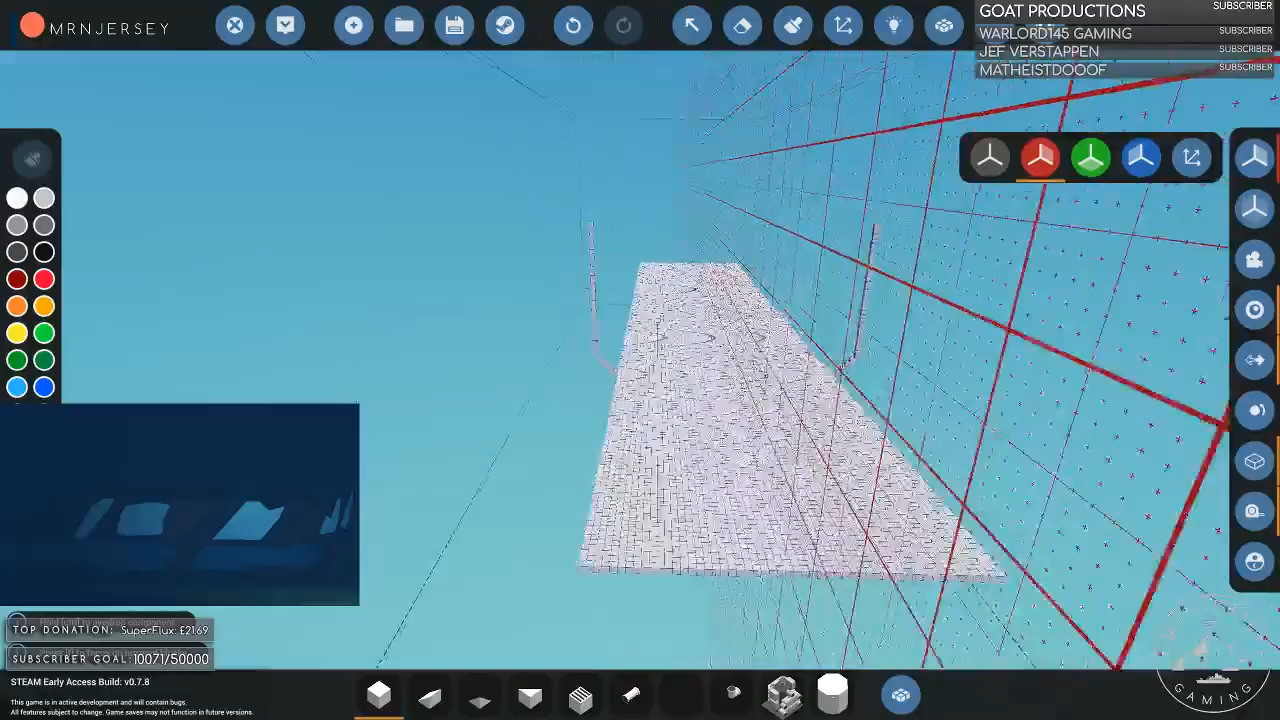 MRNJERSEY
GOAT PRODUCTIONS SUBSCRIBER
WARLORD145 GAMING SUBSCRIBER
JEF VERSTAPPEN SUBSCRIBER
MATHEISTDOOOF SUBSCRIBER
TOP DONATION: SuperFlux: £21.69
SUBSCRIBER GOAL: 10071/50000
STEAM Early Access Build: v0.7.8
This game is in active development and will contain bugs.
All features subject to change. Game saves may not function in future versions.
GAMING